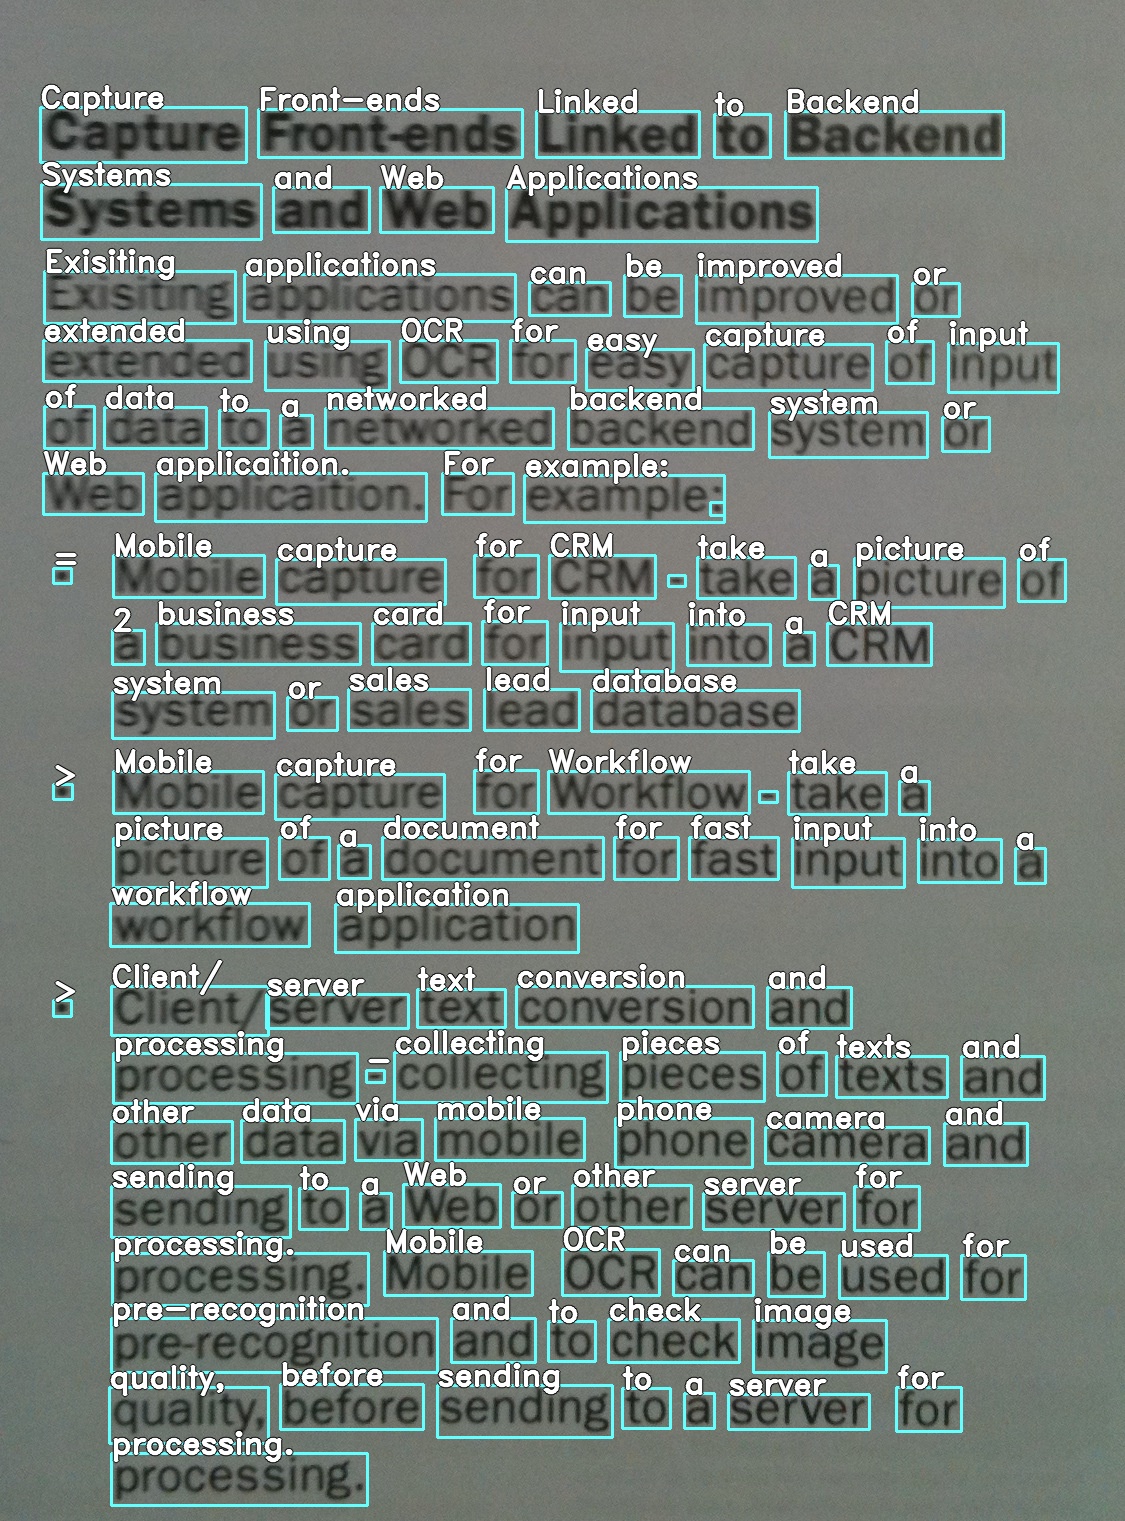 Capture Front-ends Linked to Backend
Systems and Web Applications
Exisiting applications can be improved or
extended using OCR for easy capture of input
of data to a networked backend system or
Web applicaition. For example:
▪ Mobile capture for CRM - take a picture of
a business card for input into a CRM
system or sales lead database
▪ Mobile capture for Workflow - take a
picture of a document for fast input into a
workflow application
▪ Client/server text conversion and
processing - collecting pieces of texts and
other data via mobile phone camera and
sending to a Web or other server for
processing. Mobile OCR can be used for
pre-recognition and to check image
quality, before sending to a server for
processing.